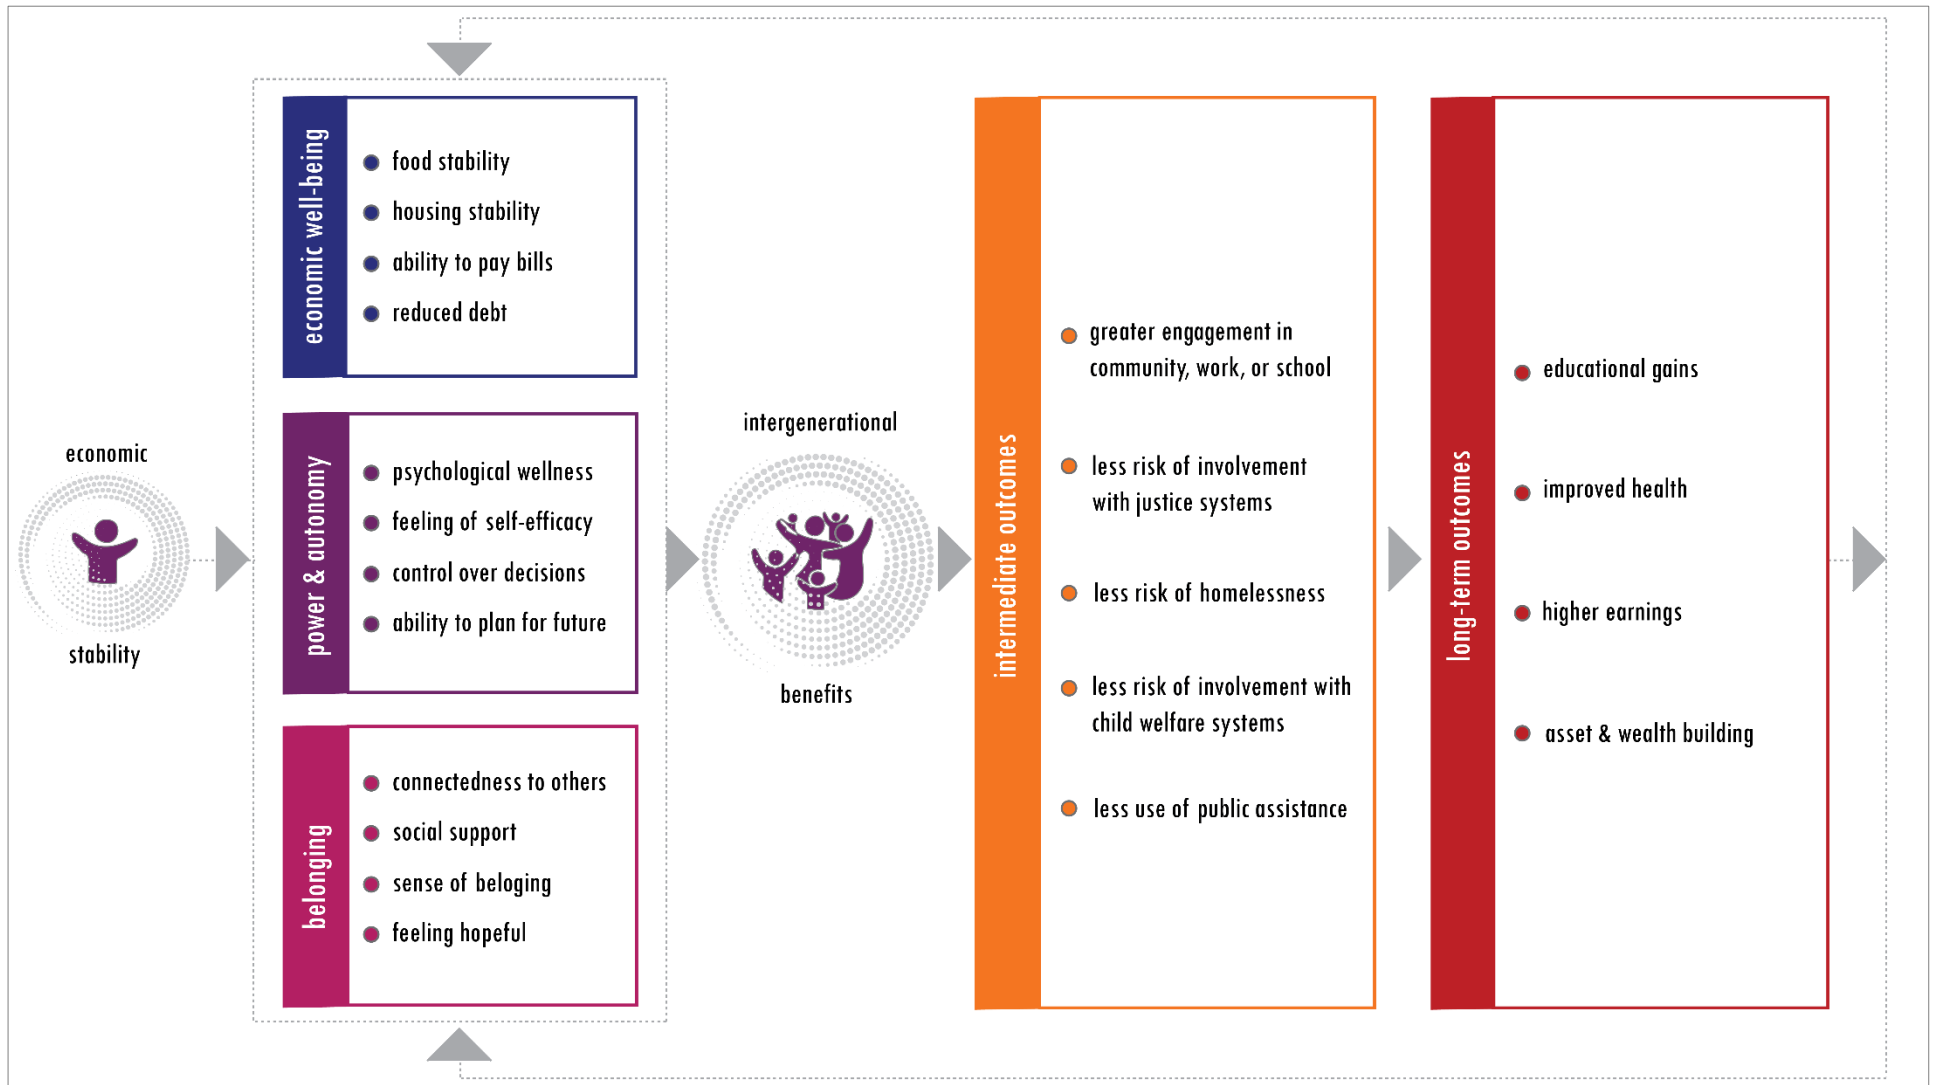 economic
stability
economic well-being
food stability
housing stability
ability to pay bills
reduced debt
power & autonomy
psychological wellness
feeling of self-efficacy
control over decisions
ability to plan for future
belonging
connectedness to others
social support
sense of beloging
feeling hopeful
intergenerational
benefits
intermediate outcomes
greater engagement in
community, work, or school
less risk of involvement
with justice systems
less risk of homelessness
less risk of involvement with
child welfare systems
less use of public assistance
long-term outcomes
educational gains
improved health
higher earnings
asset & wealth building